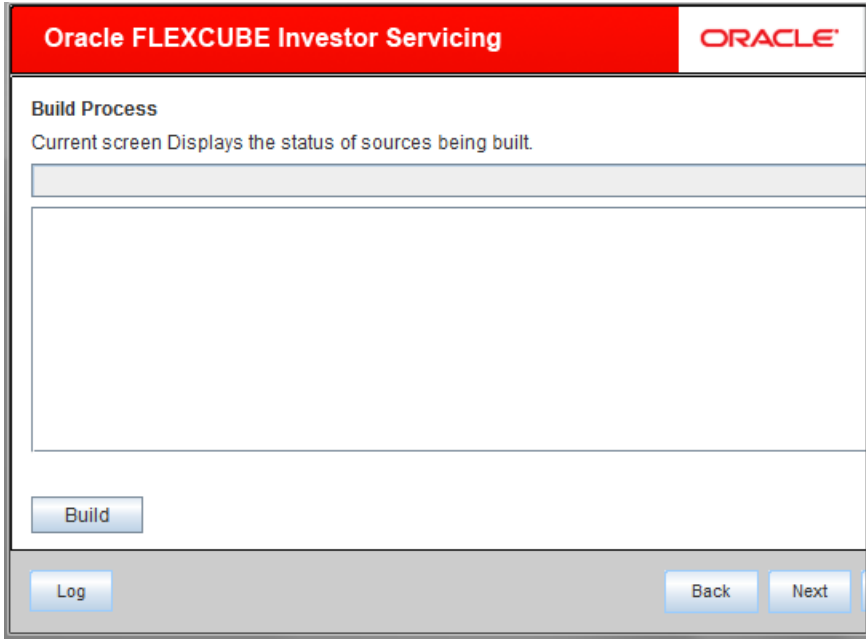 Oracle FLEXCUBE Investor Servicing
ORACLE
Build Process
Current screen Displays the status of sources being built.
Build
Log
Back
Next